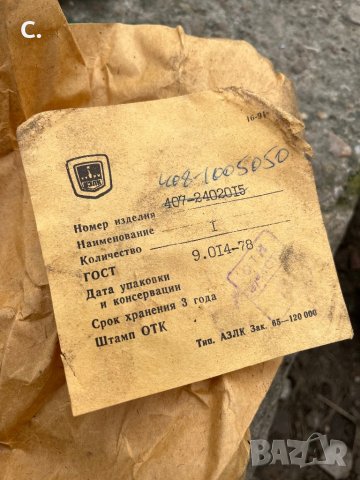 C.
16-91
АЗЛК
408-1005050
Номер изделия 407-2402015
Наименование
Количество I
ГОСТ 9.014-78
Дата упаковки
и консервации
Срок хранения 3 года
Штамп ОТК
Тип. АЗЛК Зак. 85—120 000
BAZAR